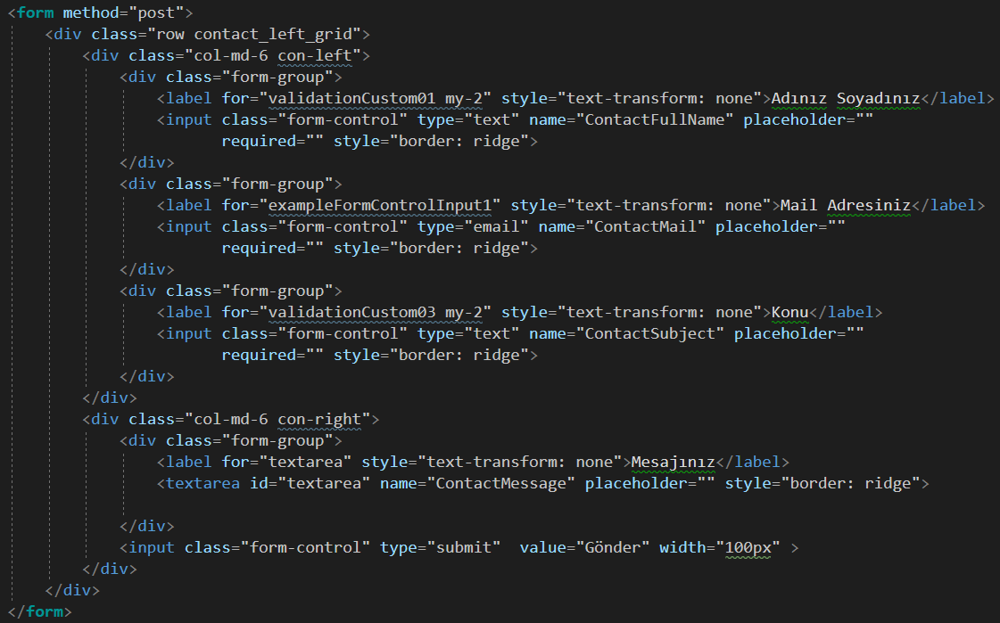 <form method="post">
<div class="row contact_left_grid">
<div class="col-md-6 con-left">
<div class="form-group">
<label for="validationCustom01 my-2" style="text-transform: none">Adınız Soyadınız</label>
<input class="form-control" type="text" name="ContactFullName" placeholder=""
required="" style="border: ridge">
</div>
<div class="form-group">
<label for="exampleFormControlInput1" style="text-transform: none">Mail Adresiniz</label>
<input class="form-control" type="email" name="ContactMail" placeholder=""
required="" style="border: ridge">
</div>
<div class="form-group">
<label for="validationCustom03 my-2" style="text-transform: none">Konu</label>
<input class="form-control" type="text" name="ContactSubject" placeholder=""
required="" style="border: ridge">
</div>
</div>
<div class="col-md-6 con-right">
<div class="form-group">
<label for="textarea" style="text-transform: none">Mesajınız</label>
<textarea id="textarea" name="ContactMessage" placeholder="" style="border: ridge">
</div>
<input class="form-control" type="submit"  value="Gönder" width="100px" >
</div>
</div>
</form>